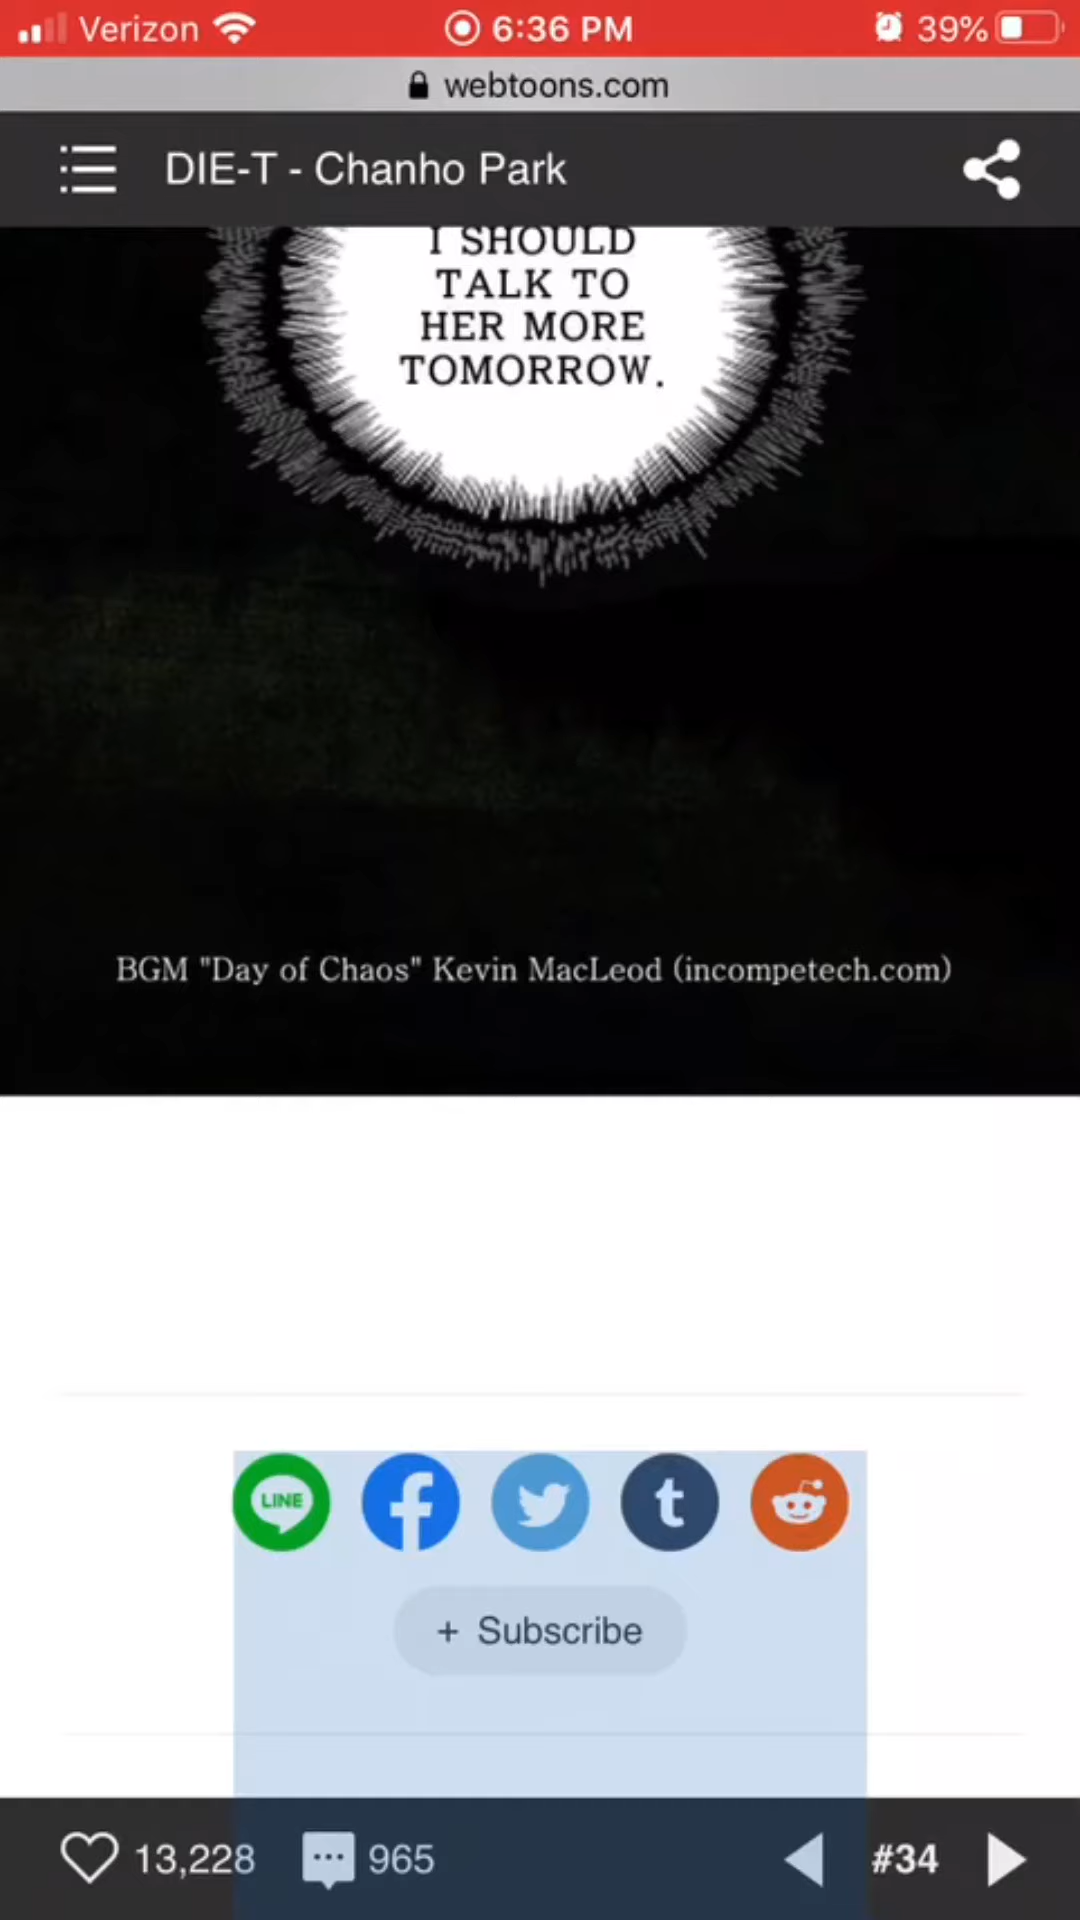 Verizon 6:36 PM 39%
webtoons.com
DIE-T - Chanho Park
I SHOULD
TALK TO
HER MORE
TOMORROW.
BGM "Day of Chaos" Kevin MacLeod (incompetech.com)
LINE f t
+ Subscribe
13,228 965 #34